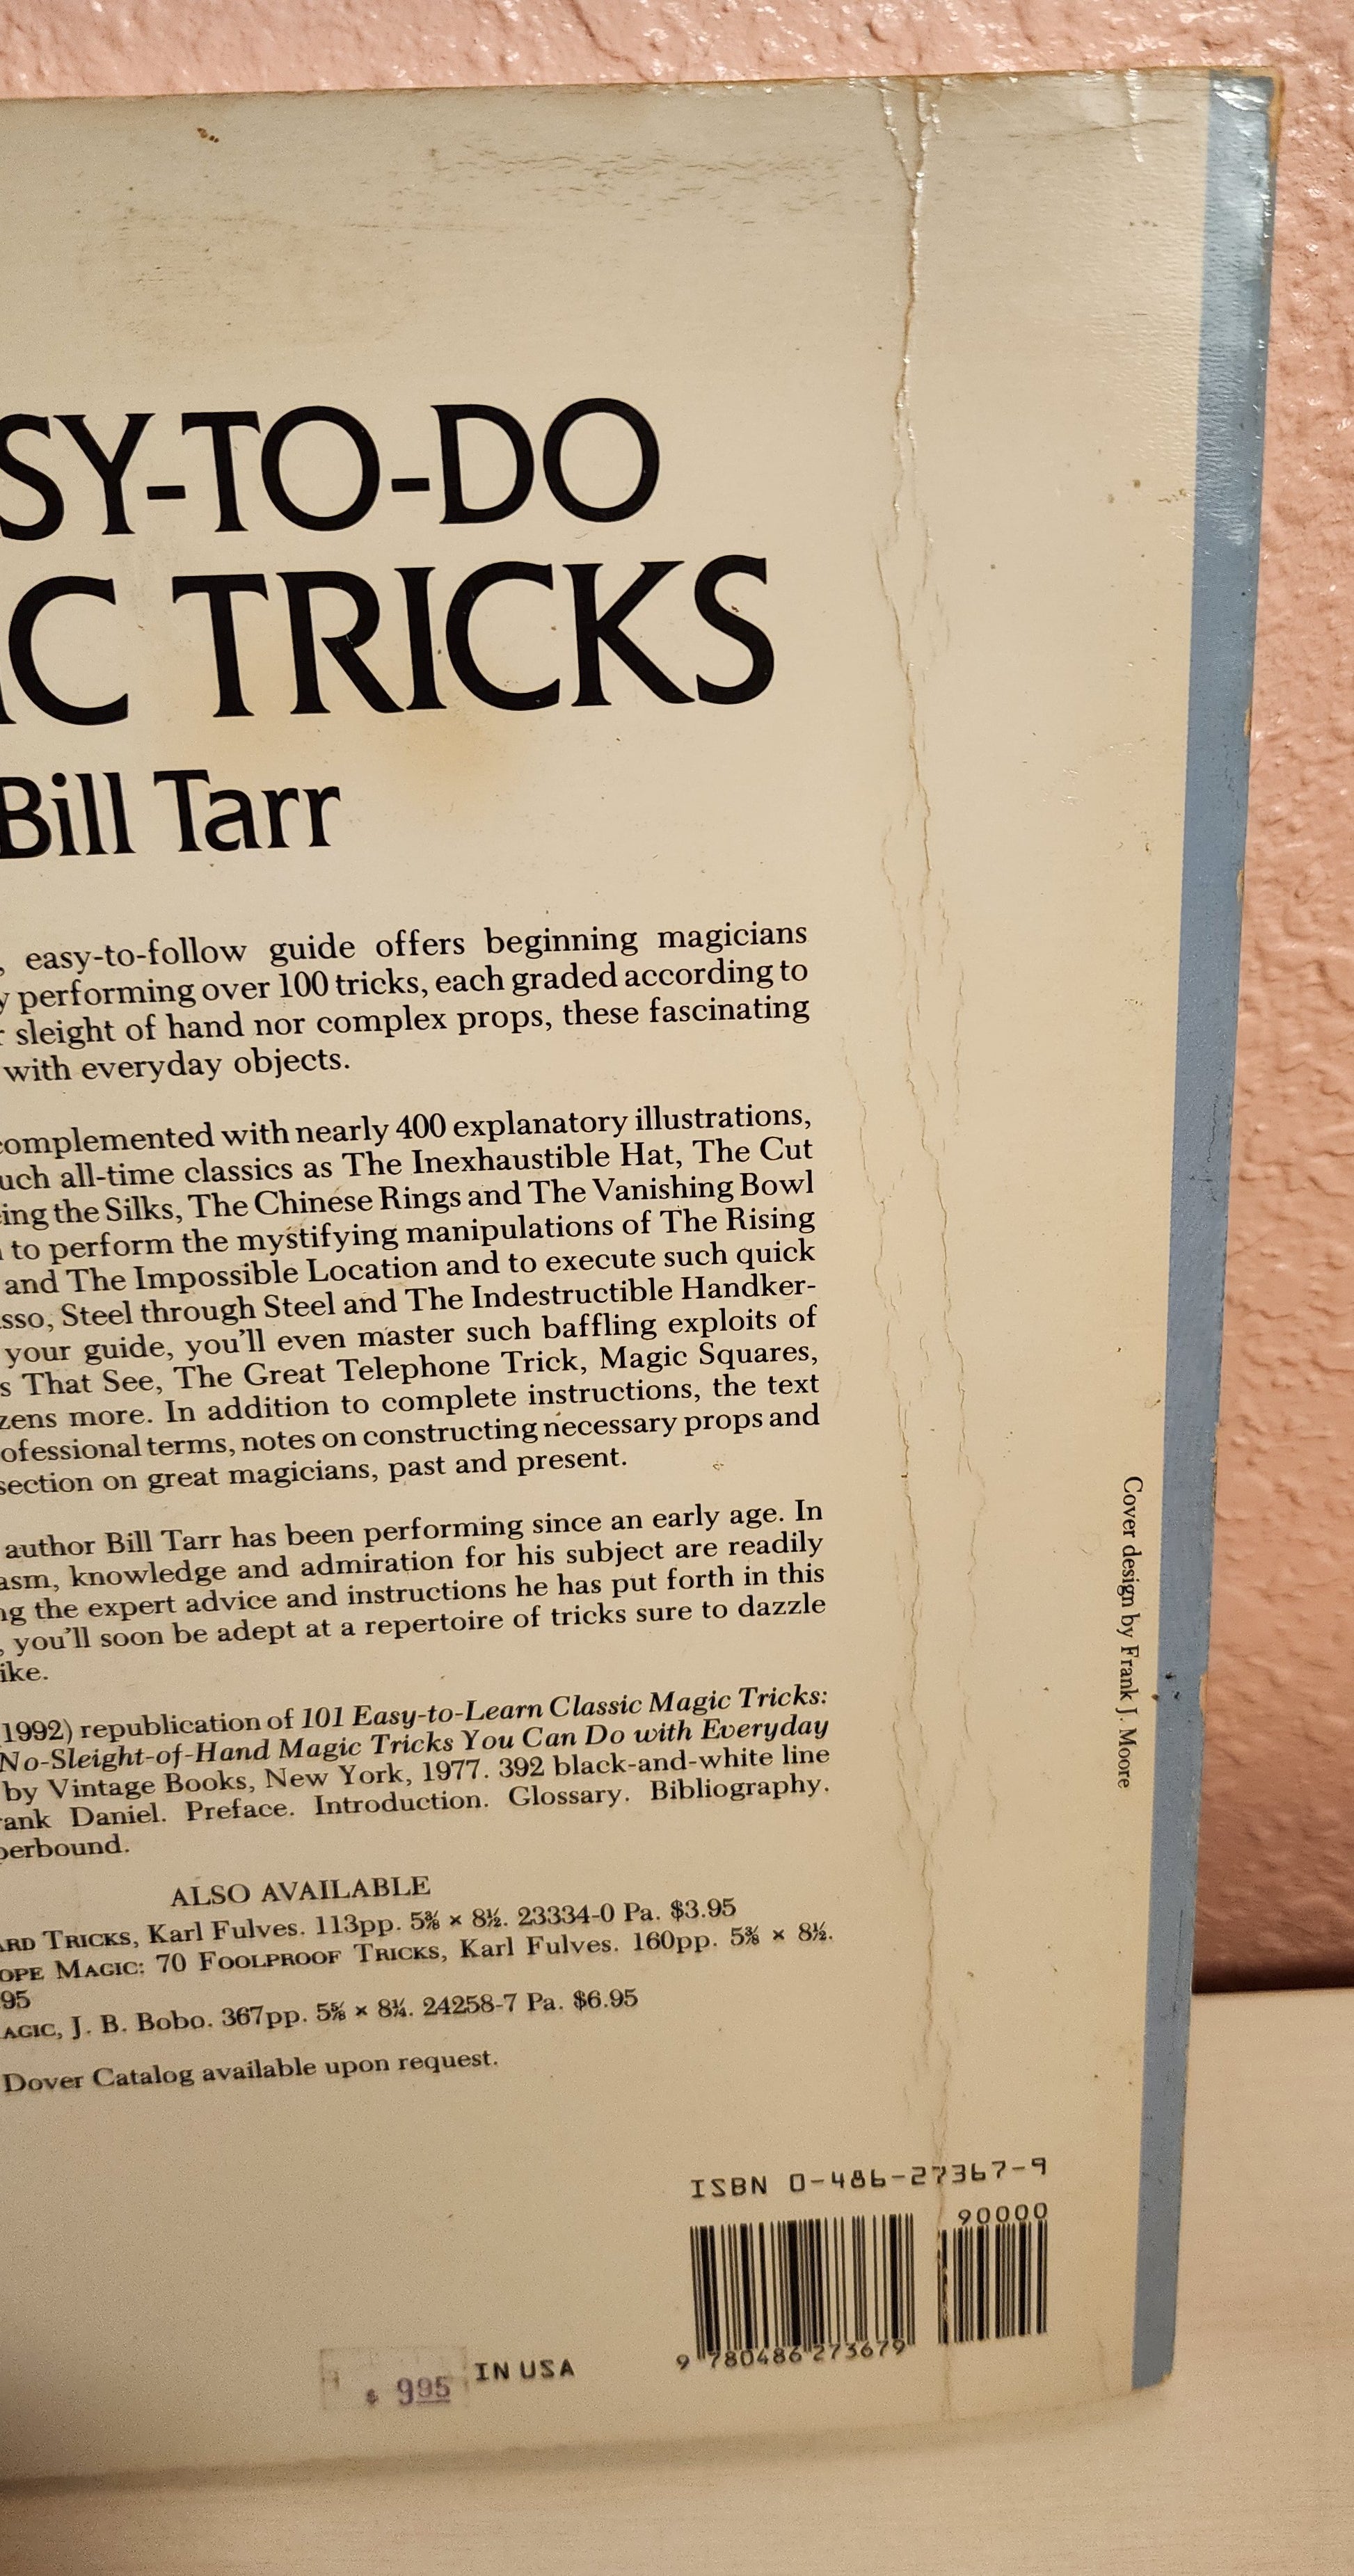 SY-TO-DO
IC TRICKS
Bill Tarr
, easy-to-follow guide offers beginning magicians
y performing over 100 tricks, each graded according to
r sleight of hand nor complex props, these fascinating
with everyday objects.
complemented with nearly 400 explanatory illustrations,
uch all-time classics as The Inexhaustible Hat, The Cut
ing the Silks, The Chinese Rings and The Vanishing Bowl
to perform the mystifying manipulations of The Rising
and The Impossible Location and to execute such quick
sso, Steel through Steel and The Indestructible Handker-
your guide, you'll even master such baffling exploits of
s That See, The Great Telephone Trick, Magic Squares,
zens more. In addition to complete instructions, the text
ofessional terms, notes on constructing necessary props and
section on great magicians, past and present.
author Bill Tarr has been performing since an early age. In
asm, knowledge and admiration for his subject are readily
ng the expert advice and instructions he has put forth in this
, you'll soon be adept at a repertoire of tricks sure to dazzle
ike.
1992) republication of 101 Easy-to-Learn Classic Magic Tricks:
No-Sleight-of-Hand Magic Tricks You Can Do with Everyday
by Vintage Books, New York, 1977. 392 black-and-white line
rank Daniel. Preface. Introduction. Glossary. Bibliography.
perbound.
ALSO AVAILABLE
ARD TRICKS, Karl Fulves. 113pp. 5⅜ × 8½. 23334-0 Pa. $3.95
OPE MAGIC: 70 FOOLPROOF TRICKS, Karl Fulves. 160pp. 5⅜ × 8½.
95
AGIC, J. B. Bobo. 367pp. 5⅝ × 8¼. 24258-7 Pa. $6.95
Dover Catalog available upon request.
Cover design by Frank J. Moore
ISBN 0-486-27367-9
90000
9 780486 273679
IN USA
$ 995